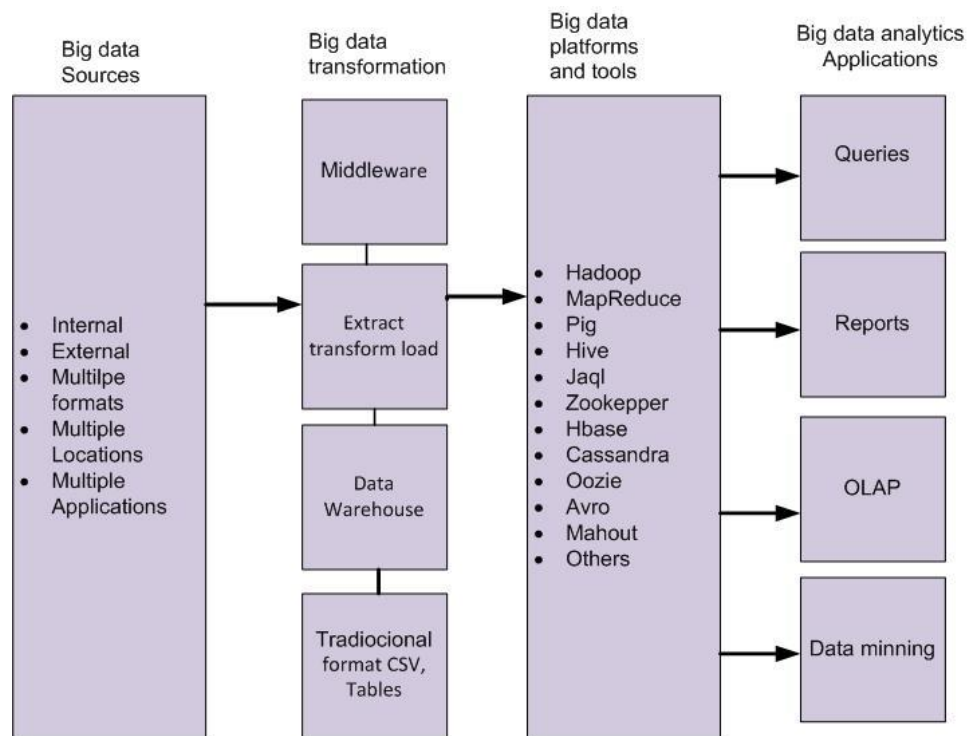 Big data
Sources
Big data
transformation
Big data
platforms
and tools
Big data analytics
Applications
• Internal
• External
• Multilpe
formats
• Multiple
Locations
• Multiple
Applications
Middleware
Extract
transform load
Data
Warehouse
Tradiocional
format CSV,
Tables
• Hadoop
• MapReduce
• Pig
• Hive
• Jaql
• Zookepper
• Hbase
• Cassandra
• Oozie
• Avro
• Mahout
• Others
Queries
Reports
OLAP
Data minning